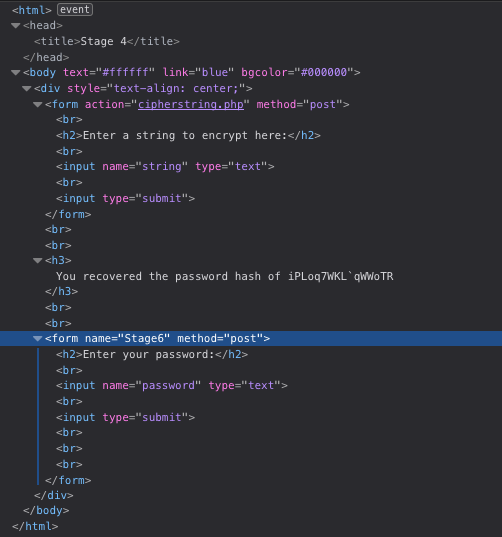 <html> event
<head>
<title>Stage 4</title>
</head>
<body text="#ffffff" link="blue" bgcolor="#000000">
<div style="text-align: center;">
<form action="cipherstring.php" method="post">
<br>
<h2>Enter a string to encrypt here:</h2>
<br>
<input name="string" type="text">
<br>
<input type="submit">
</form>
<br>
<br>
<h3>
You recovered the password hash of iPLoq7WKL`qWWoTR
</h3>
<br>
<br>
<form name="Stage6" method="post">
<h2>Enter your password:</h2>
<br>
<input name="password" type="text">
<br>
<input type="submit">
<br>
<br>
<br>
</form>
</div>
</body>
</html>